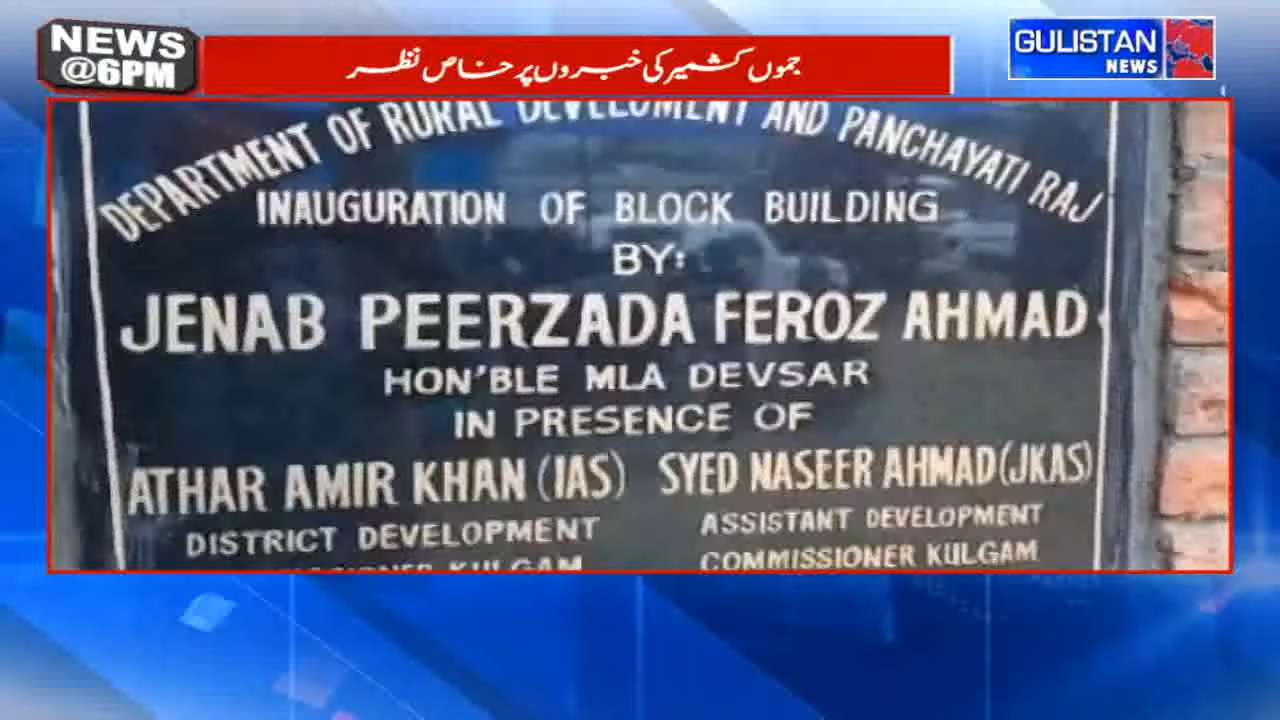 NEWS
@6PM
جموں کشمیر کی خبروں پر خاص نظر
GULISTAN
NEWS
DEPARTMENT OF RURAL DEVELOMENT AND PANCHAYATI RAJ
INAUGURATION OF BLOCK BUILDING
BY:
JENAB PEERZADA FEROZ AHMAD
HON'BLE MLA DEVSAR
IN PRESENCE OF
ATHAR AMIR KHAN (IAS) SYED NASEER AHMAD (JKAS)
DISTRICT DEVELOPMENT ASSISTANT DEVELOPMENT
KULGAM COMMISSIONER KULGAM